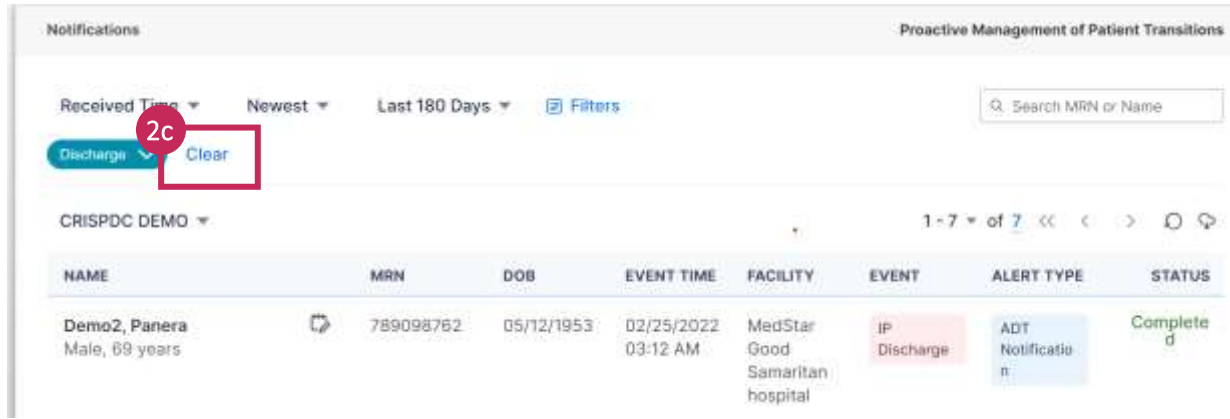 Notifications
Proactive Management of Patient Transitions
Received Time
Newest
Last 180 Days
Filters
Search MRN or Name
2c
Discharge
Clear
CRISPDC DEMO
1 - 7 of 7
NAME MRN DOB EVENT TIME FACILITY EVENT ALERT TYPE STATUS
Demo2, Panera
Male, 69 years
789098762
05/12/1953
02/25/2022
03:12 AM
MedStar
Good
Samaritan
hospital
IP
Discharge
ADT
Notificatio
n
Complete
d